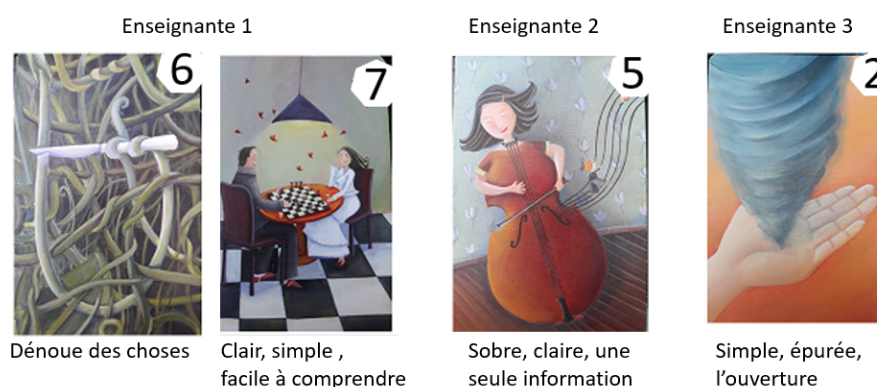 Enseignante 1
Enseignante 2
Enseignante 3
6
7
5
2
Dénoue des choses
Clair, simple ,
facile à comprendre
Sobre, claire, une
seule information
Simple, épurée,
l'ouverture